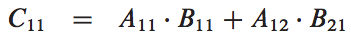 C₁₁ = A₁₁ · B₁₁ + A₁₂ · B₂₁